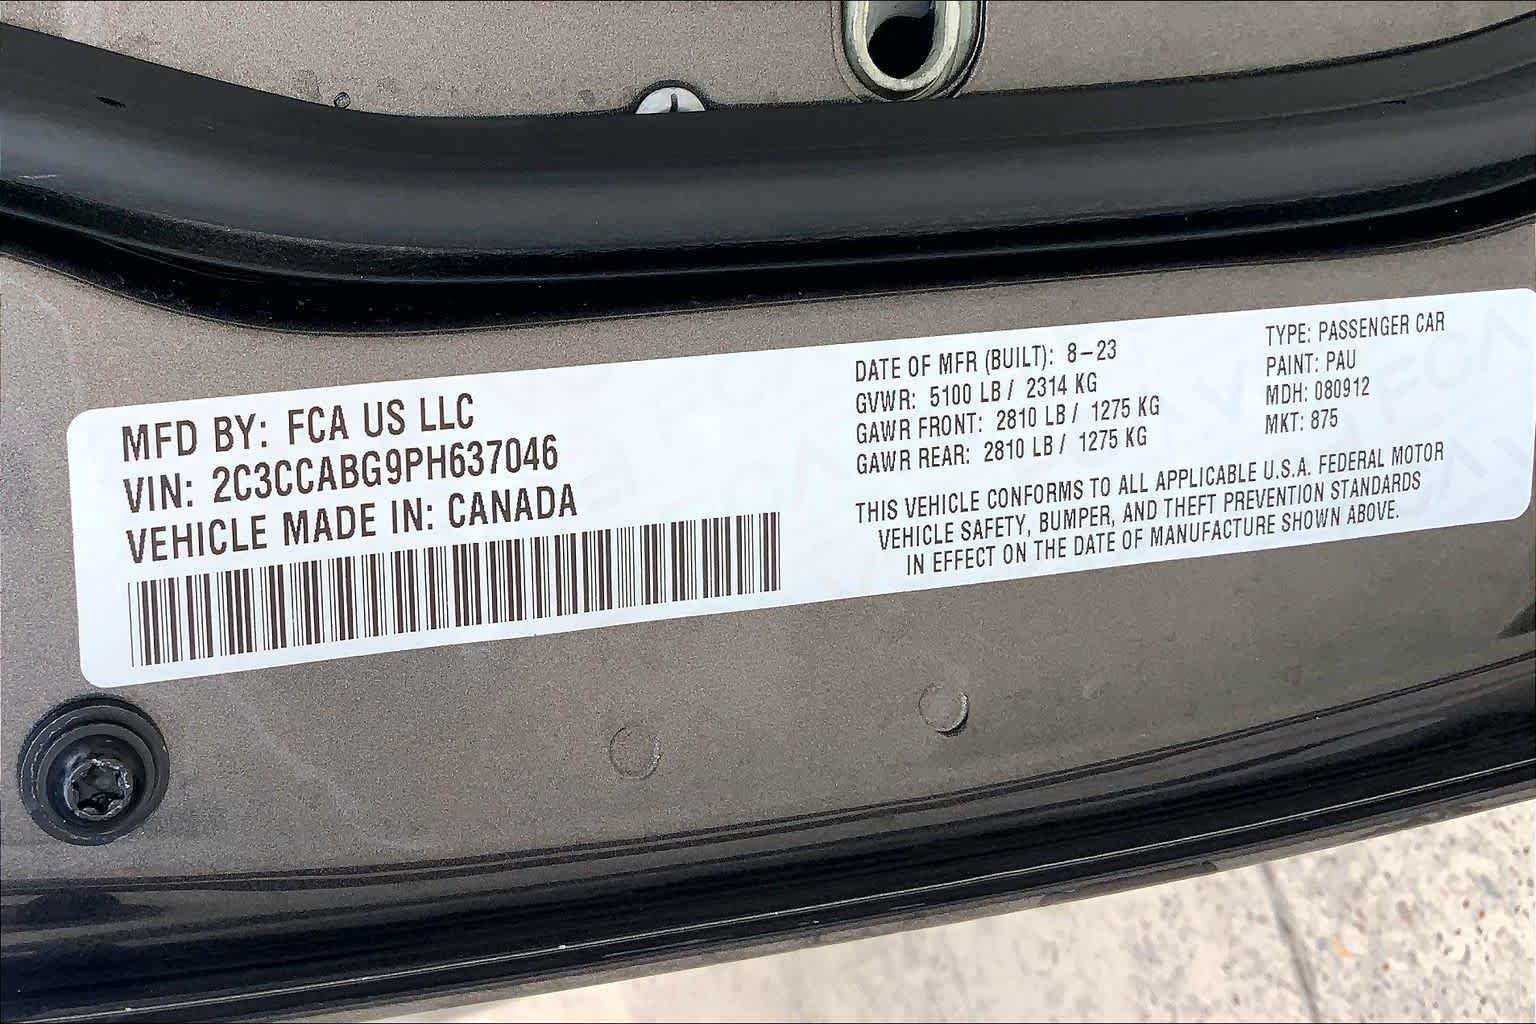 MFD BY: FCA US LLC
VIN: 2C3CCABG9PH637046
VEHICLE MADE IN: CANADA
DATE OF MFR (BUILT): 8-23
GVWR: 5100 LB / 2314 KG
GAWR FRONT: 2810 LB / 1275 KG
GAWR REAR: 2810 LB / 1275 KG
TYPE: PASSENGER CAR
PAINT: PAU
MDH: 080912
MKT: 875
THIS VEHICLE CONFORMS TO ALL APPLICABLE U.S.A. FEDERAL MOTOR
VEHICLE SAFETY, BUMPER, AND THEFT PREVENTION STANDARDS
IN EFFECT ON THE DATE OF MANUFACTURE SHOWN ABOVE.